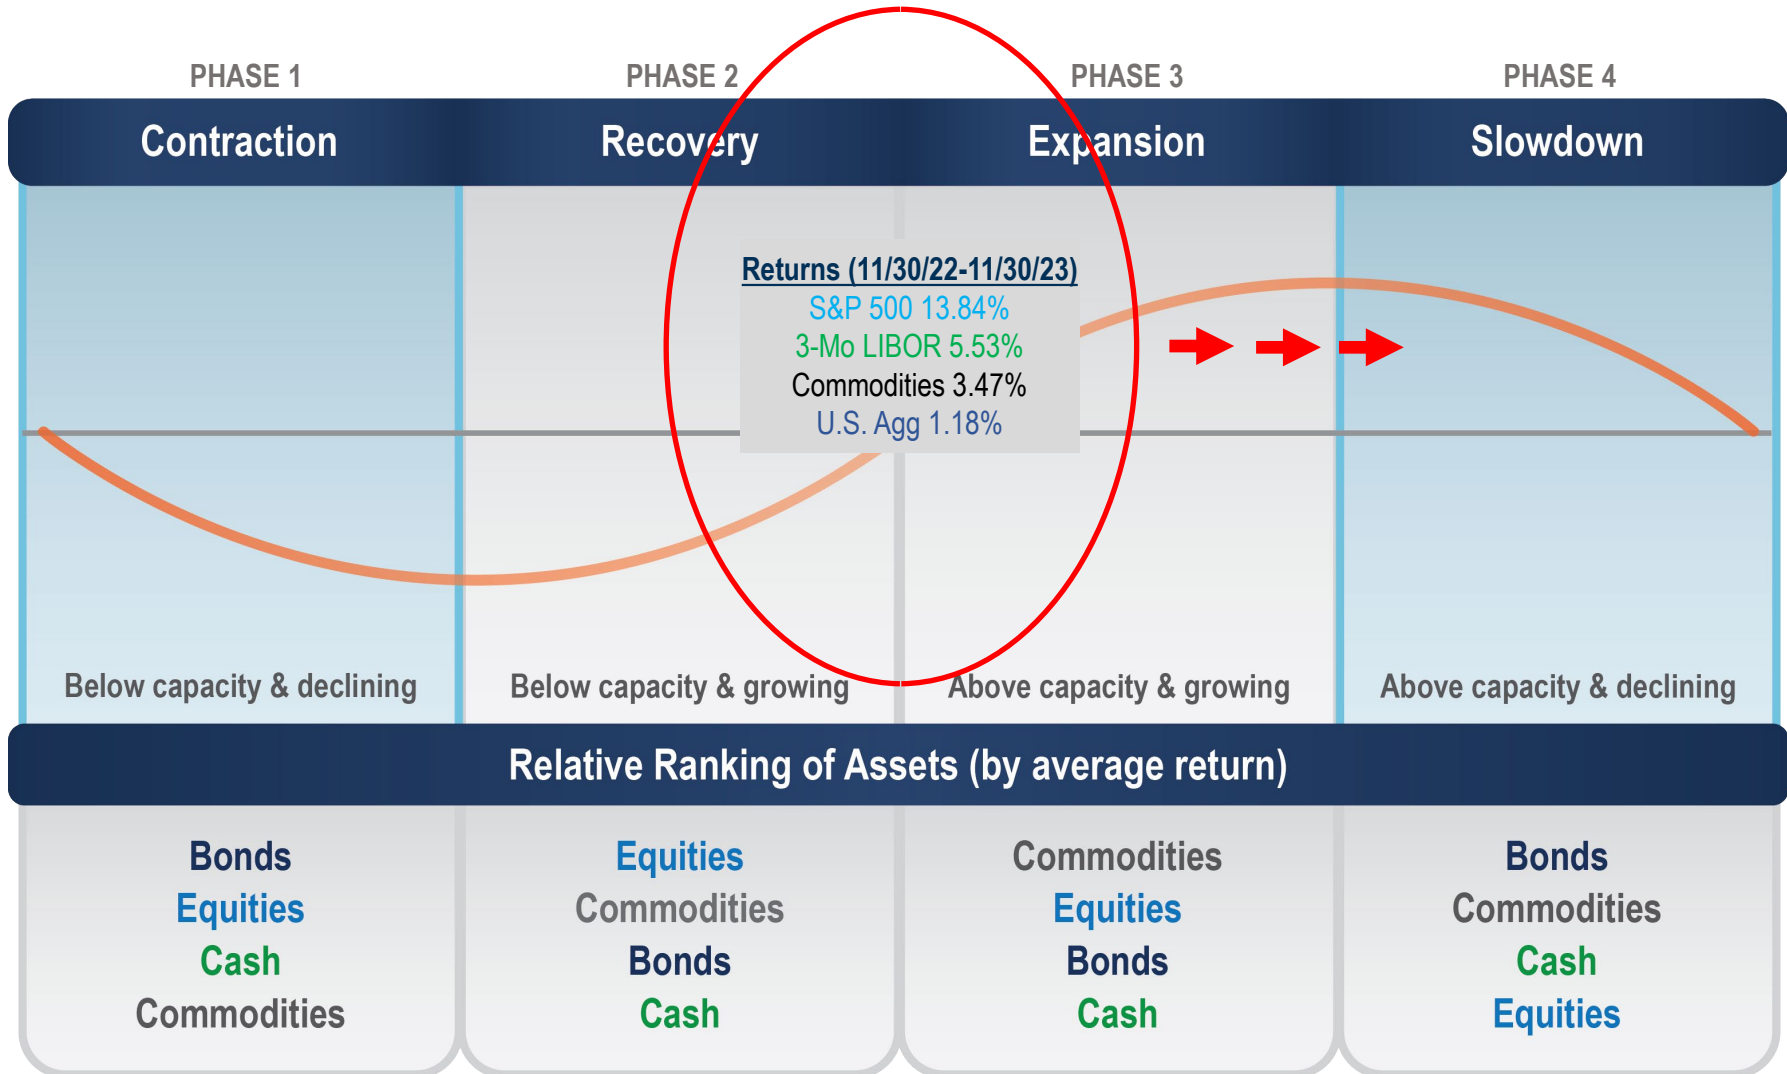 PHASE 1
PHASE 2
PHASE 3
PHASE 4
Contraction
Recovery
Expansion
Slowdown
Returns (11/30/22-11/30/23)
S&P 500 13.84%
3-Mo LIBOR 5.53%
Commodities 3.47%
U.S. Agg 1.18%
Below capacity & declining
Below capacity & growing
Above capacity & growing
Above capacity & declining
Relative Ranking of Assets (by average return)
Bonds
Equities
Cash
Commodities
Equities
Commodities
Bonds
Cash
Commodities
Equities
Bonds
Cash
Bonds
Commodities
Cash
Equities